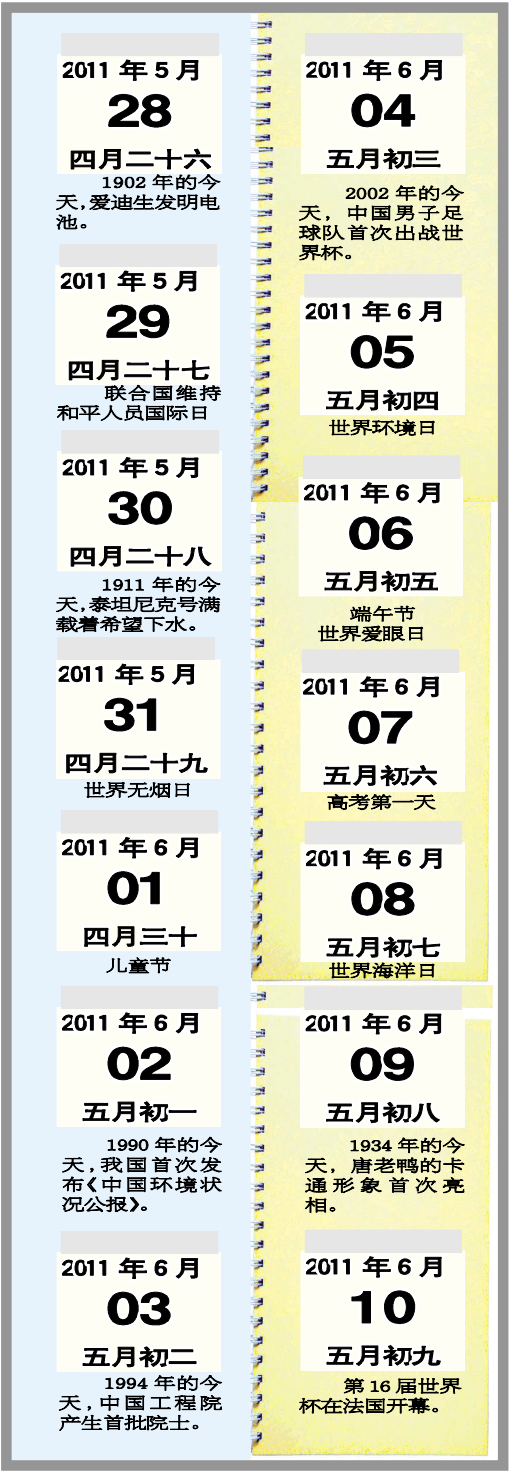 2011 年 5 月
28
四月二十六
1902 年的今
天,爱迪生发明电
池。
2011 年 5 月
29
四月二十七
联合国维持
和平人员国际日
2011 年 5 月
30
四月二十八
1911 年的今
天,泰坦尼克号满
载着希望下水。
2011 年 5 月
31
四月二十九
世界无烟日
2011 年 6 月
01
四月三十
儿童节
2011 年 6 月
02
五月初一
1990 年的今
天,我国首次发
布《中国环境状
况公报》。
2011 年 6 月
03
五月初二
1994 年的今
天,中国工程院
产生首批院士。
2011 年 6 月
04
五月初三
2002 年的今
天，中国男子足
球队首次出战世
界杯。
2011 年 6 月
05
五月初四
世界环境日
2011 年 6 月
06
五月初五
端午节
世界爱眼日
2011 年 6 月
07
五月初六
高考第一天
2011 年 6 月
08
五月初七
世界海洋日
2011 年 6 月
09
五月初八
1934 年的今
天，唐老鸭的卡
通形象首次亮
相。
2011 年 6 月
10
五月初九
第 16 届世界
杯在法国开幕。